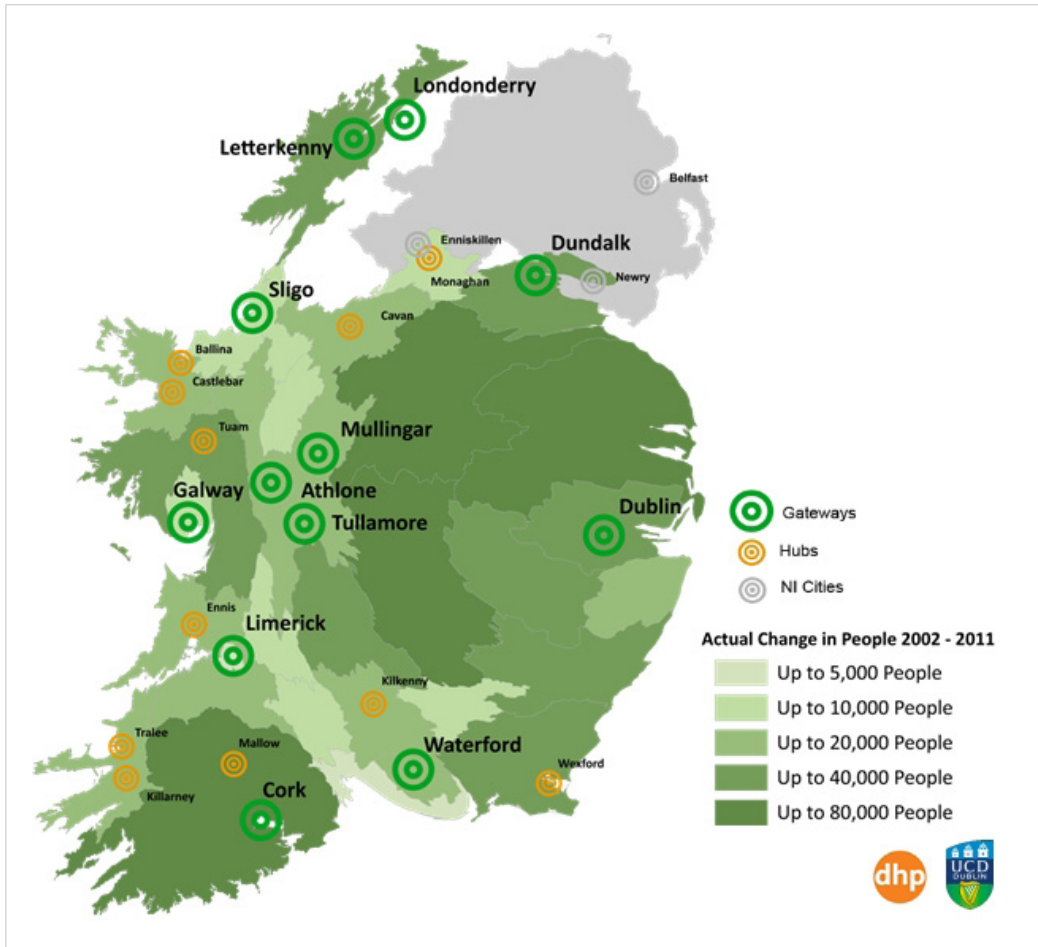 Londonderry
Letterkenny
Belfast
Enniskillen
Dundalk
Monaghan
Newry
Sligo
Cavan
Ballina
Castlebar
Tuam
Mullingar
Galway
Athlone
Tullamore
Dublin
Gateways
Hubs
NI Cities
Ennis
Limerick
Actual Change in People 2002 - 2011
Up to 5,000 People
Up to 10,000 People
Up to 20,000 People
Up to 40,000 People
Up to 80,000 People
Kilkenny
Tralee
Mallow
Waterford
Wexford
Killarney
Cork
dhp
UCD
DUBLIN